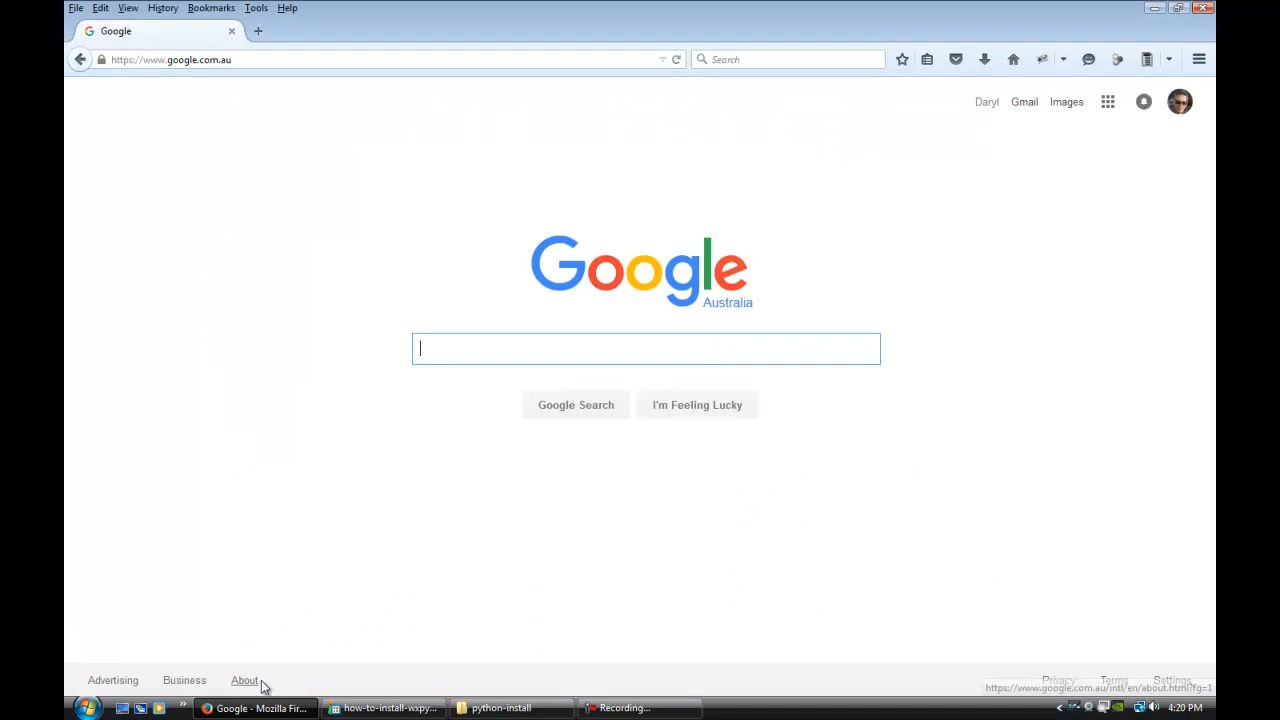 File Edit View History Bookmarks Tools Help
Google
https://www.google.com.au
Search
Daryl Gmail Images
Google
Australia
Google Search I'm Feeling Lucky
Advertising Business About Privacy Terms Settings
https://www.google.com.au/intl/en/about.html?fg=1
Google - Mozilla Fir... how-to-install-wxpy... python-install Recording... 4:20 PM